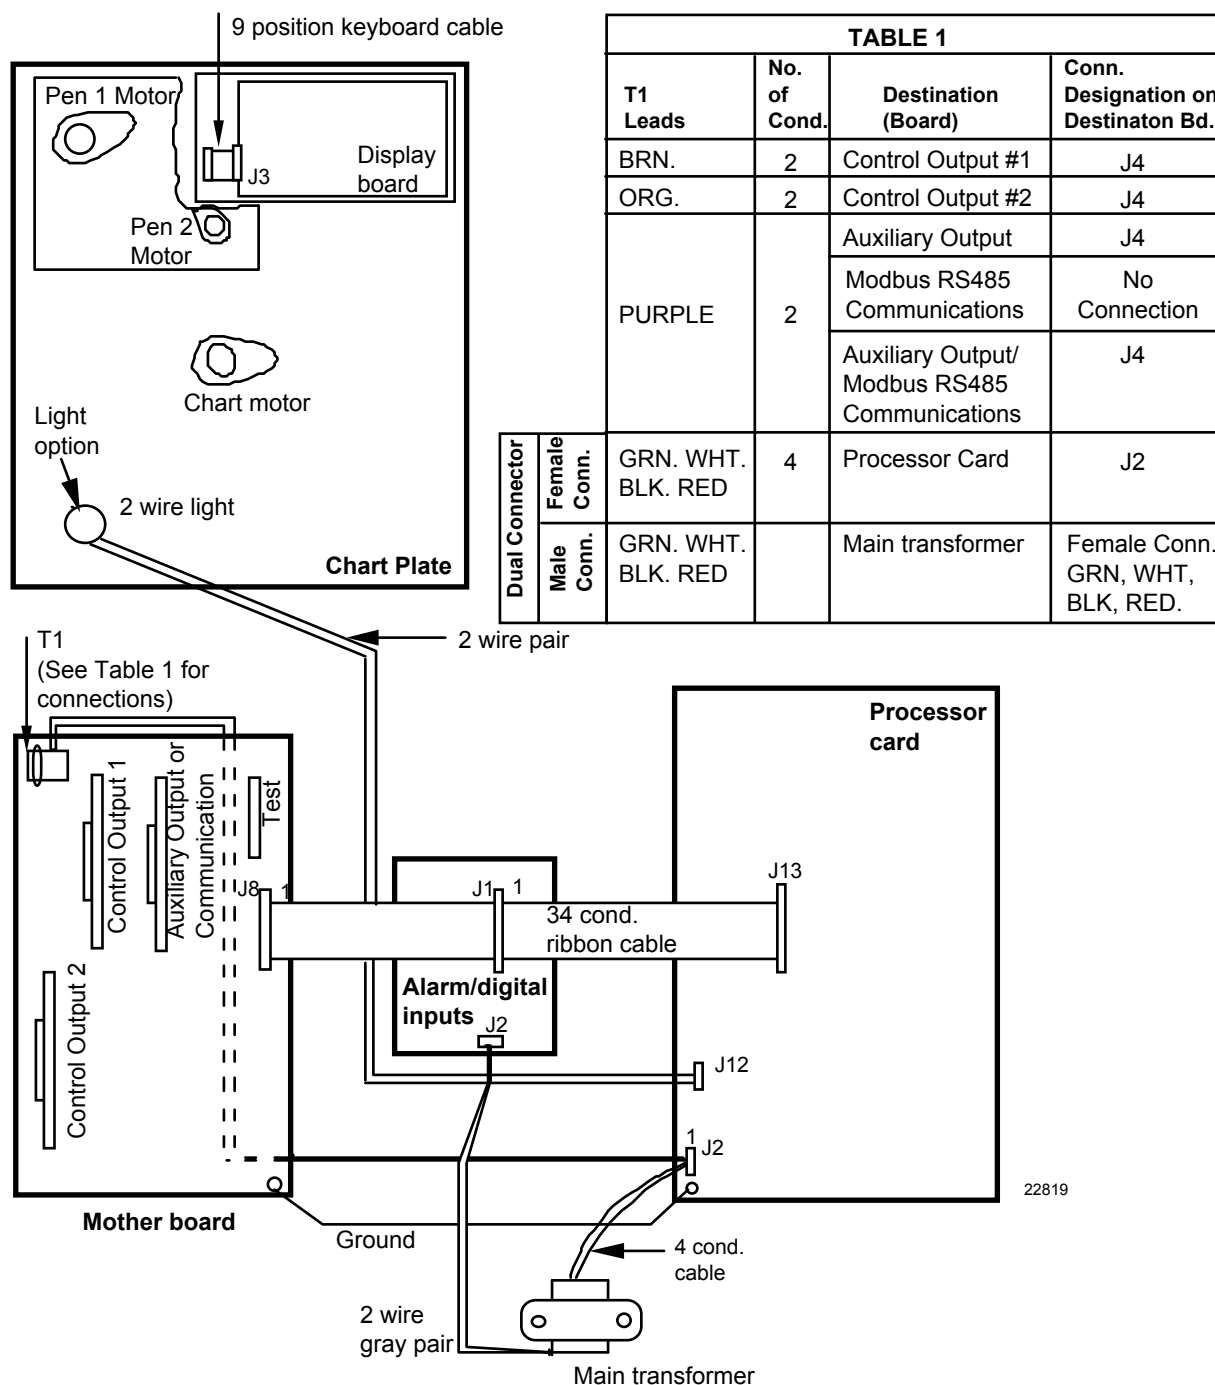 9 position keyboard cable
Pen 1 Motor
J3
Display
board
Pen 2
Motor
Chart motor
Light
option
2 wire light
Chart Plate
2 wire pair
TABLE 1
T1
Leads
No.
of
Cond.
Destination
(Board)
Conn.
Designation on
Destinaton Bd.
BRN.
2
Control Output #1
J4
ORG.
2
Control Output #2
J4
PURPLE
2
Auxiliary Output
J4
Modbus RS485
Communications
No
Connection
Auxiliary Output/
Modbus RS485
Communications
J4
Dual Connector
Female
Conn.
GRN. WHT.
BLK. RED
4
Processor Card
J2
Male
Conn.
GRN. WHT.
BLK. RED
Main transformer
Female Conn.
GRN, WHT,
BLK, RED.
T1
(See Table 1 for
connections)
Control Output 1
Auxiliary Output or
Communication
Test
Control Output 2
J8
1
Mother board
J1
1
34 cond.
ribbon cable
Alarm/digital
inputs
J2
Processor
card
J13
J12
1
J2
22819
Ground
4 cond.
cable
2 wire
gray pair
Main transformer